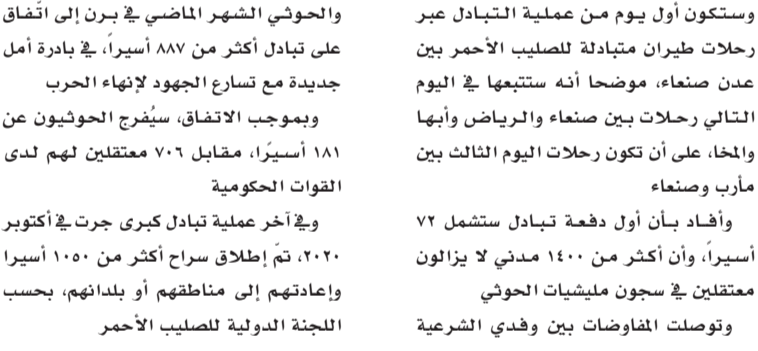 وستكون أول يوم من عملية التبادل عبر
رحلات طيران متبادلة للصليب الأحمر بين
عدن صنعاء، موضحا أنه ستتبعها في اليوم
التالي رحلات بين صنعاء والرياض وأبها
والمخا، على أن تكون رحلات اليوم الثالث بين
مأرب وصنعاء
وأفاد بأن أول دفعة تبادل ستشمل ٧٢
أسيراً، وأن أكثر من ١٤٠٠ مدني لا يزالون
معتقلين في سجون مليشيات الحوثي
وتوصلت المفاوضات بين وفدي الشرعية
والحوثي الشهر الماضي في برن إلى اتّفاق
على تبادل أكثر من ٨٨٧ أسيراً، في بادرة أمل
جديدة مع تسارع الجهود لإنهاء الحرب
وبموجب الاتفاق، سيُفرج الحوثيون عن
١٨١ أسيرًا، مقابل ٧٠٦ معتقلين لهم لدى
القوات الحكومية
وفي آخر عملية تبادل كبرى جرت في أكتوبر
٢٠٢٠، تمّ إطلاق سراح أكثر من ١٠٥٠ أسيرا
وإعادتهم إلى مناطقهم أو بلدانهم، بحسب
اللجنة الدولية للصليب الأحمر